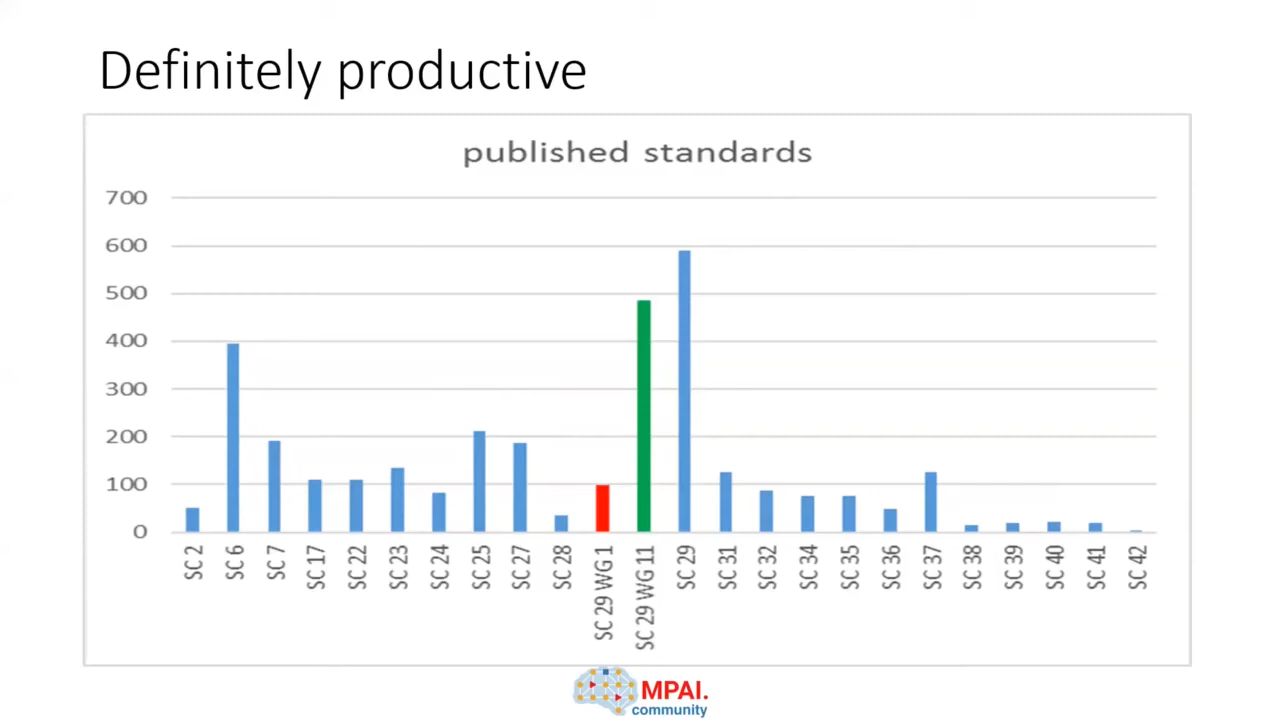 Definitely productive
published standards
700
600
500
400
300
200
100
0
SC 2
SC 6
SC 7
SC 17
SC 22
SC 23
SC 24
SC 25
SC 27
SC 28
SC 29 WG 1
SC 29 WG 11
SC 29
SC 31
SC 32
SC 34
SC 35
SC 36
SC 37
SC 38
SC 39
SC 40
SC 41
SC 42
MPAI.
community